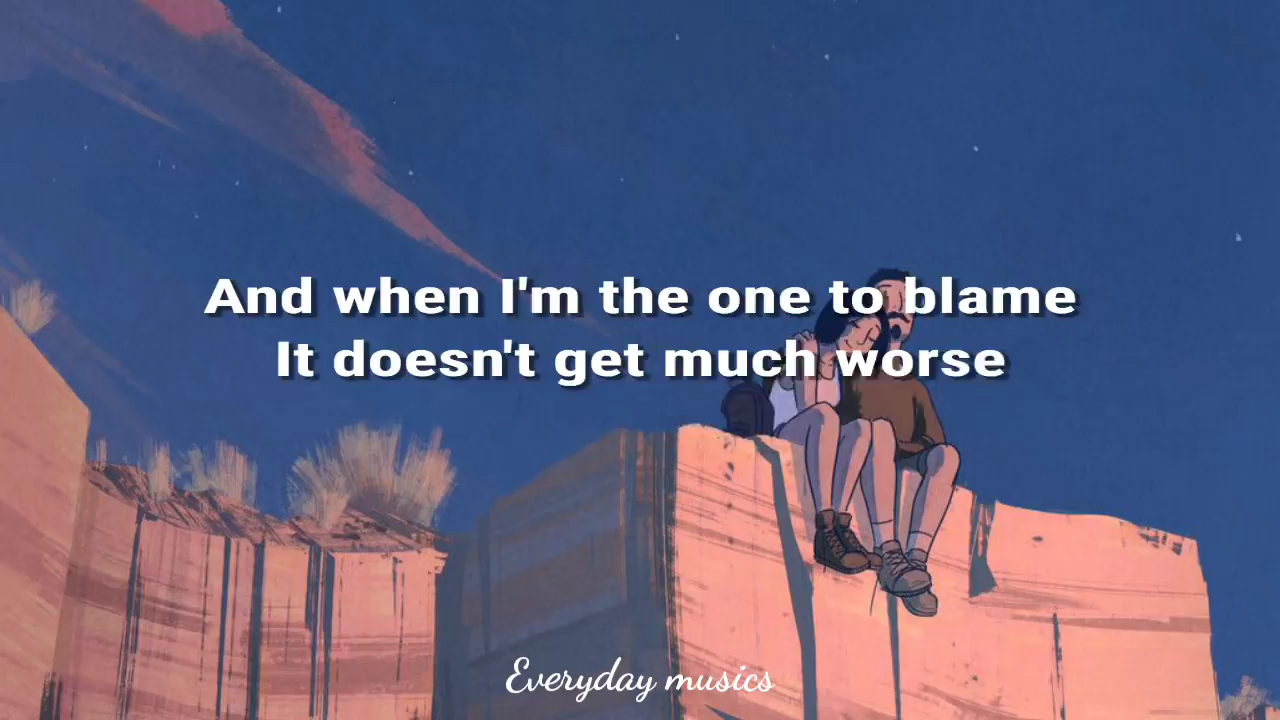 And when I'm the one to blame
It doesn't get much worse
Everyday musics